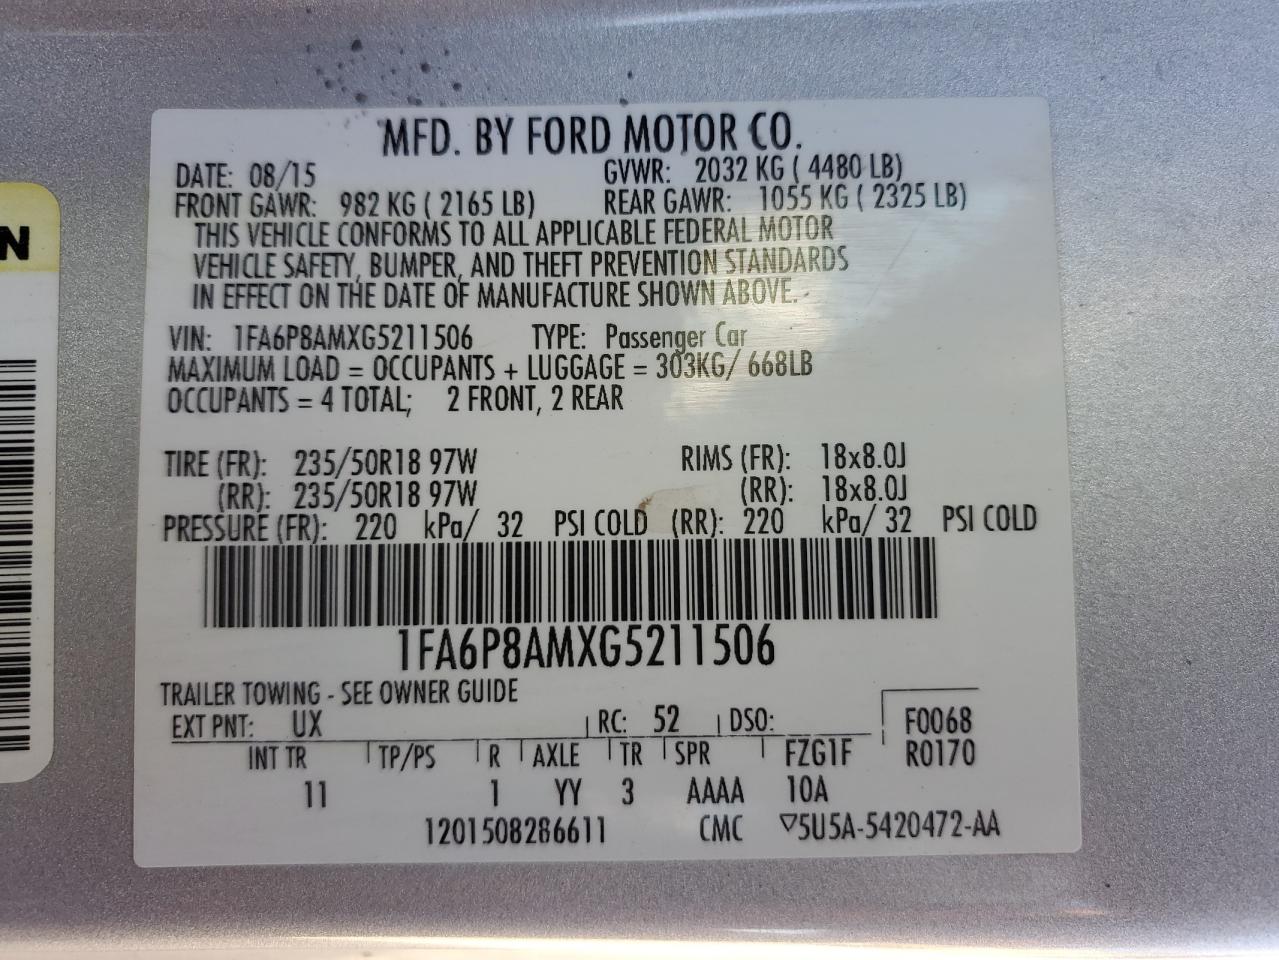 N
MFD. BY FORD MOTOR CO.
DATE: 08/15 GVWR: 2032 KG ( 4480 LB)
FRONT GAWR: 982 KG ( 2165 LB) REAR GAWR: 1055 KG ( 2325 LB)
THIS VEHICLE CONFORMS TO ALL APPLICABLE FEDERAL MOTOR
VEHICLE SAFETY, BUMPER, AND THEFT PREVENTION STANDARDS
IN EFFECT ON THE DATE OF MANUFACTURE SHOWN ABOVE.
VIN: 1FA6P8AMXG5211506 TYPE: Passenger Car
MAXIMUM LOAD = OCCUPANTS + LUGGAGE = 303KG/ 668LB
OCCUPANTS = 4 TOTAL; 2 FRONT, 2 REAR
TIRE (FR): 235/50R18 97W RIMS (FR): 18x8.0J
(RR): 235/50R18 97W (RR): 18x8.0J
PRESSURE (FR): 220 kPa/ 32 PSI COLD (RR): 220 kPa/ 32 PSI COLD
1FA6P8AMXG5211506
TRAILER TOWING - SEE OWNER GUIDE
EXT PNT: UX RC: 52 DSO: F0068
INT TR TP/PS R AXLE TR SPR FZG1F R0170
11 1 YY 3 AAAA 10A
1201508286611 CMC ▽5U5A-5420472-AA